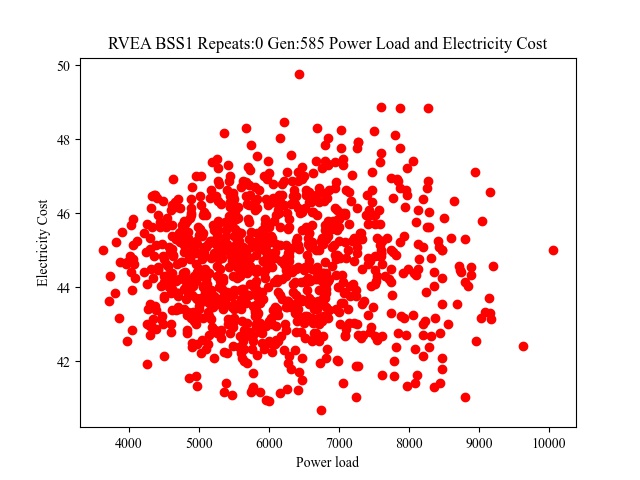 RVEA BSS1 Repeats:0 Gen:585 Power Load and Electricity Cost
50
48
46
44
42
Electricity Cost
4000 5000 6000 7000 8000 9000 10000
Power load